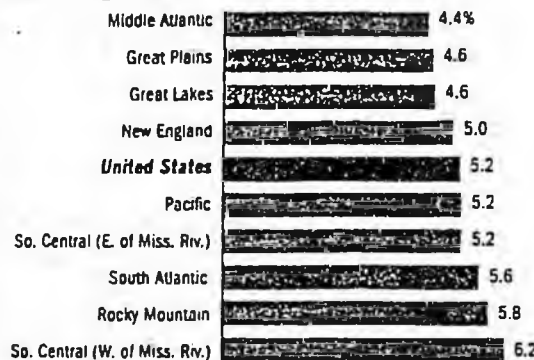 Middle Atlantic 4.4%
Great Plains 4.6
Great Lakes 4.6
New England 5.0
United States 5.2
Pacific 5.2
So. Central (E. of Miss. Riv.) 5.2
South Atlantic 5.6
Rocky Mountain 5.8
So. Central (W. of Miss. Riv.) 6.2